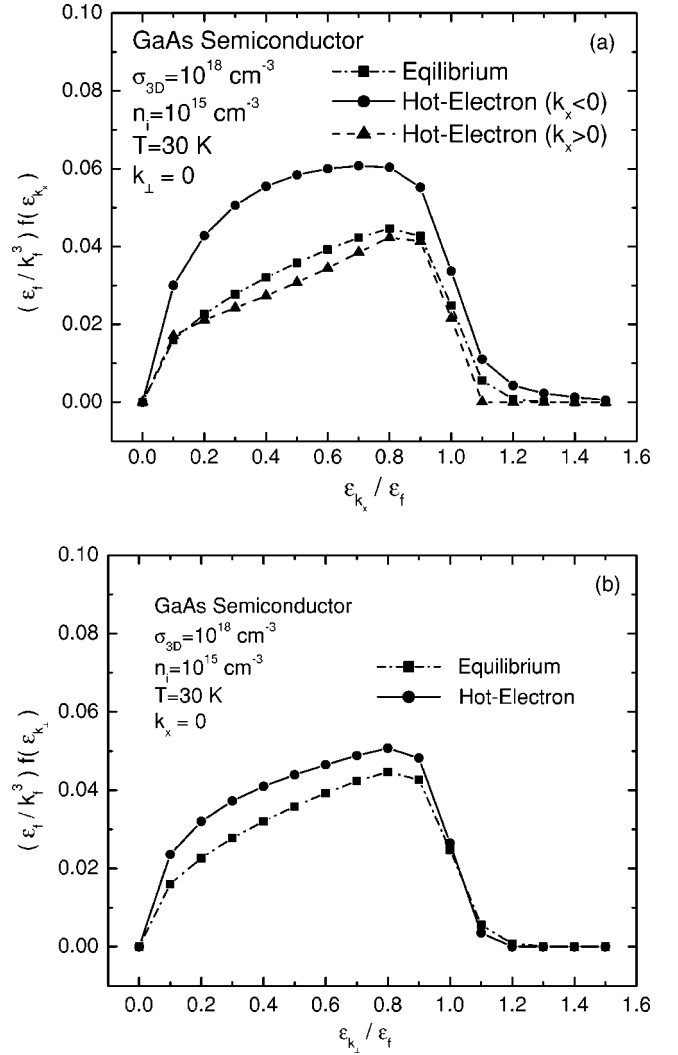 0.10
GaAs Semiconductor
(a)
σ3D=10^18 cm^-3
Eqilibrium
0.08
ni=10^15 cm^-3
Hot-Electron (kx<0)
T=30 K
Hot-Electron (kx>0)
k⊥ = 0
0.06
0.04
0.02
0.00
( εf / kf^3 ) f( εkx )
0.0 0.2 0.4 0.6 0.8 1.0 1.2 1.4 1.6
εkx / εf
0.10
(b)
GaAs Semiconductor
σ3D=10^18 cm^-3
0.08
ni=10^15 cm^-3
Equilibrium
T=30 K
Hot-Electron
kx = 0
0.06
0.04
0.02
0.00
( εf / kf^3 ) f( εk⊥ )
0.0 0.2 0.4 0.6 0.8 1.0 1.2 1.4 1.6
εk⊥ / εf